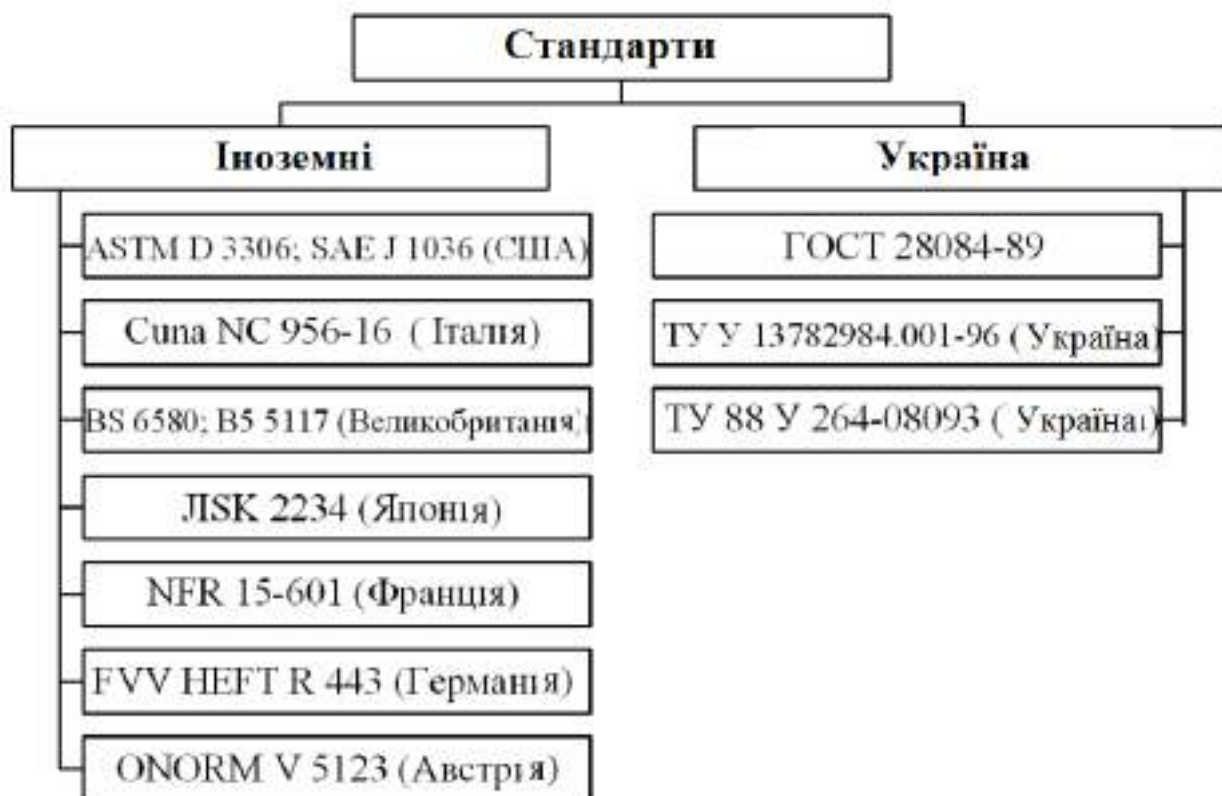 Стандарти
Іноземні
ASTM D 3306; SAE J 1036 (США)
Cuna NC 956-16 ( Італія)
BS 6580; B5 5117 (Великобританія)
ЛSK 2234 (Японія)
NFR 15-601 (Франція)
FVV HEFT R 443 (Германія)
ONORM V 5123 (Австрія)
Україна
ГОСТ 28084-89
ТУ У 13782984.001-96 ( Україна)
ТУ 88 У 264-08093 ( Україна)